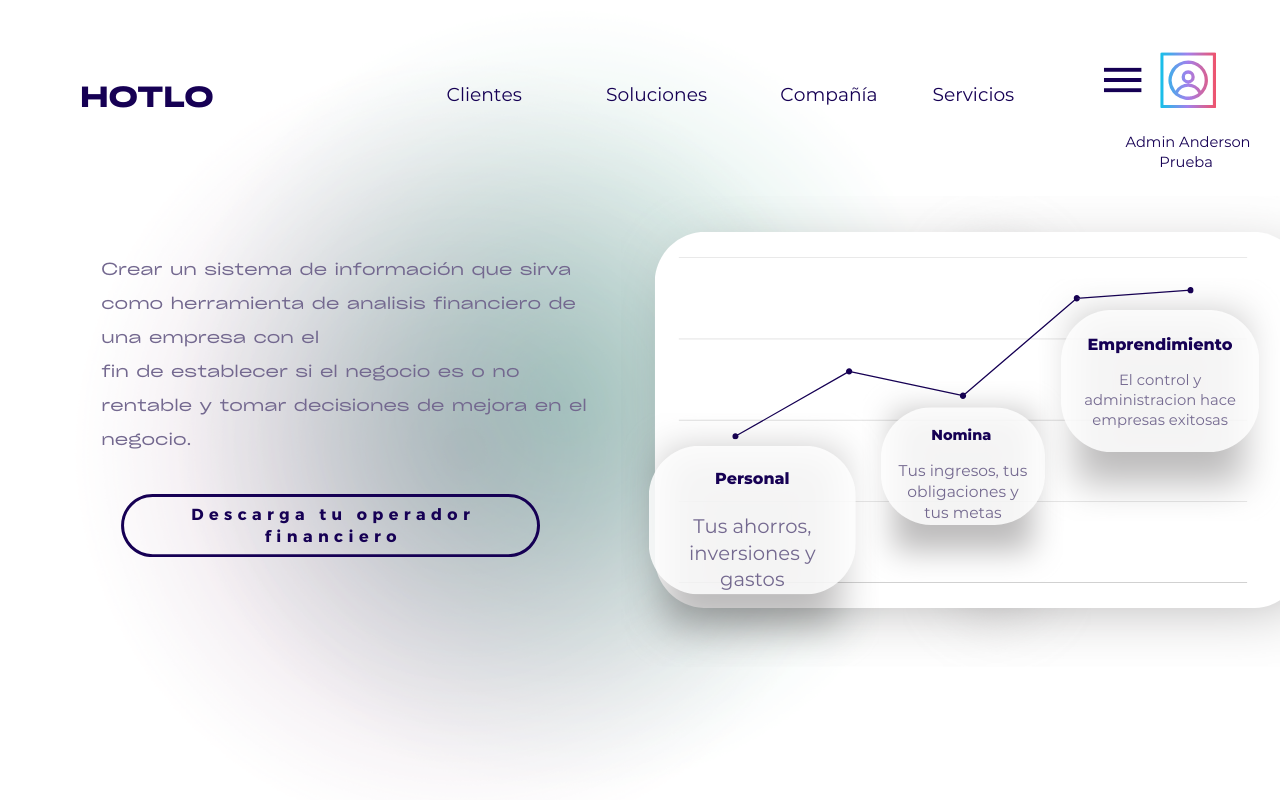 HOTLO
Clientes
Soluciones
Compañía
Servicios
Admin Anderson
Prueba
Crear un sistema de información que sirva
como herramienta de analisis financiero de
una empresa con el
fin de establecer si el negocio es o no
rentable y tomar decisiones de mejora en el
negocio.
Descarga tu operador
financiero
Personal
Tus ahorros,
inversiones y
gastos
Nomina
Tus ingresos, tus
obligaciones y
tus metas
Emprendimiento
El control y
administracion hace
empresas exitosas